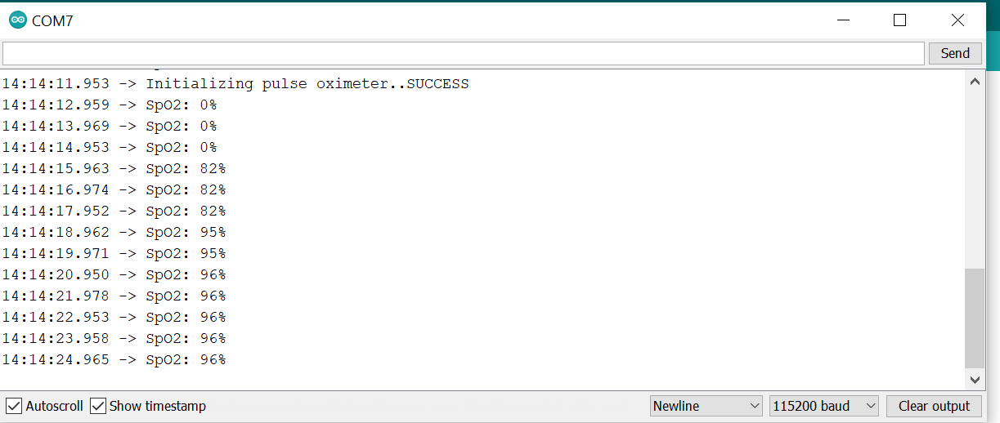 COM7
Send
14:14:11.953 -> Initializing pulse oximeter..SUCCESS
14:14:12.959 -> SpO2: 0%
14:14:13.969 -> SpO2: 0%
14:14:14.953 -> SpO2: 0%
14:14:15.963 -> SpO2: 82%
14:14:16.974 -> SpO2: 82%
14:14:17.952 -> SpO2: 82%
14:14:18.962 -> SpO2: 95%
14:14:19.971 -> SpO2: 95%
14:14:20.950 -> SpO2: 96%
14:14:21.978 -> SpO2: 96%
14:14:22.953 -> SpO2: 96%
14:14:23.958 -> SpO2: 96%
14:14:24.965 -> SpO2: 96%
Autoscroll Show timestamp Newline 115200 baud Clear output